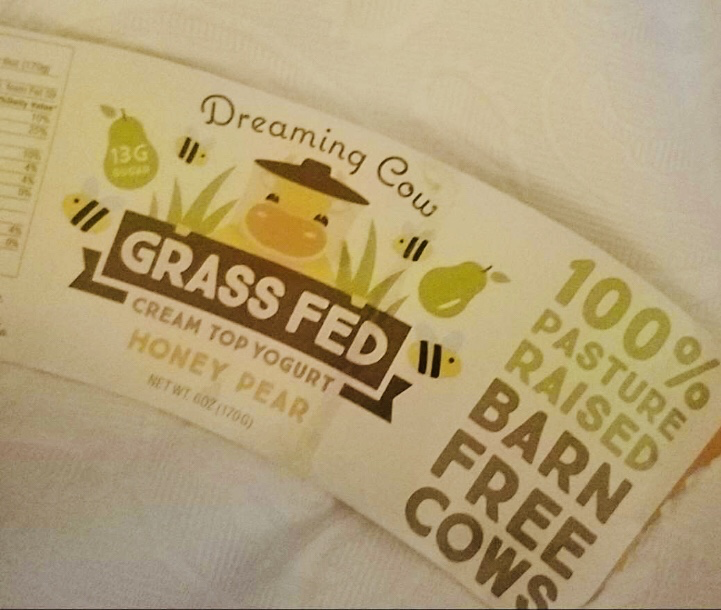 Dreaming Cow
13G
SUGAR
GRASS FED
CREAM TOP YOGURT
HONEY PEAR
NET WT. 6OZ (170G)
100%
PASTURE
RAISED
BARN
FREE
COWS